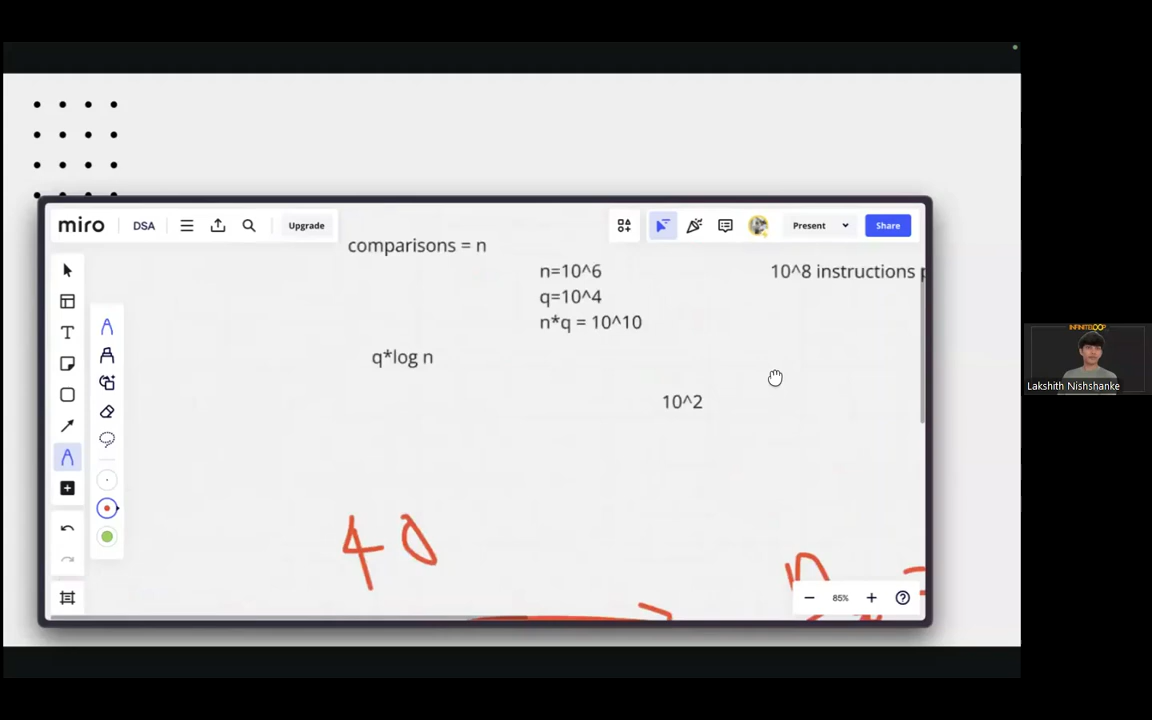 miro
DSA
Upgrade
Present
Share
comparisons = n
n=10^6
10^8 instructions
q=10^4
n*q = 10^10
q*log n
10^2
40
n
85%
INFINITELOOP
Lakshith Nishshanke